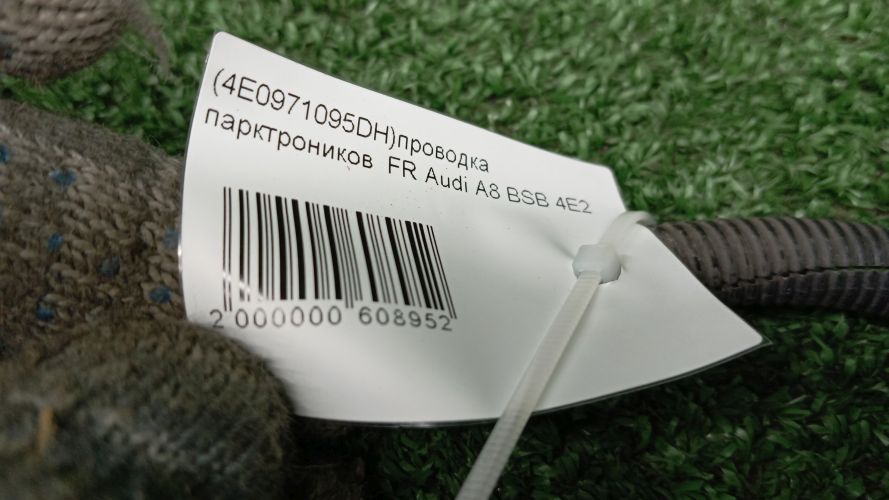 (4E0971095DH)проводка
парктроников FR Audi A8 BSB 4E2
2 000000 608952